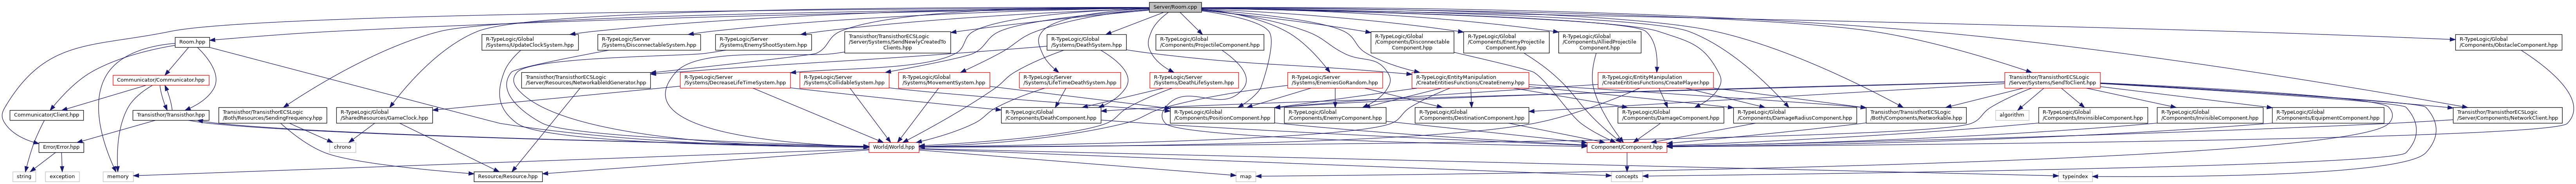 Server/Room.cpp
Room.hpp
R-TypeLogic/Global
/Systems/UpdateClockSystem.hpp
R-TypeLogic/Server
/Systems/DisconnectableSystem.hpp
R-TypeLogic/Server
/Systems/EnemyShootSystem.hpp
Transisthor/TransisthorECSLogic
/Server/Systems/SendNewlyCreatedTo
Clients.hpp
R-TypeLogic/Global
/Systems/DeathSystem.hpp
R-TypeLogic/Global
/Components/ProjectileComponent.hpp
R-TypeLogic/Global
/Components/Disconnectable
Component.hpp
R-TypeLogic/Global
/Components/EnemyProjectile
Component.hpp
R-TypeLogic/Global
/Components/AlliedProjectile
Component.hpp
R-TypeLogic/Global
/Components/ObstacleComponent.hpp
Communicator/Communicator.hpp
Transisthor/TransisthorECSLogic
/Server/Resources/NetworkableIdGenerator.hpp
R-TypeLogic/Server
/Systems/DecreaseLifeTimeSystem.hpp
R-TypeLogic/Server
/Systems/CollidableSystem.hpp
R-TypeLogic/Global
/Systems/MovementSystem.hpp
R-TypeLogic/Server
/Systems/LifeTimeDeathSystem.hpp
R-TypeLogic/Server
/Systems/DeathLifeSystem.hpp
R-TypeLogic/Server
/Systems/EnemiesGoRandom.hpp
R-TypeLogic/EntityManipulation
/CreateEntitiesFunctions/CreateEnemy.hpp
R-TypeLogic/EntityManipulation
/CreateEntitiesFunctions/CreatePlayer.hpp
Transisthor/TransisthorECSLogic
/Server/Systems/SendToClient.hpp
Communicator/Client.hpp
Transisthor/Transisthor.hpp
Transisthor/TransisthorECSLogic
/Both/Resources/SendingFrequency.hpp
R-TypeLogic/Global
/SharedResources/GameClock.hpp
R-TypeLogic/Global
/Components/DeathComponent.hpp
R-TypeLogic/Global
/Components/PositionComponent.hpp
R-TypeLogic/Global
/Components/EnemyComponent.hpp
R-TypeLogic/Global
/Components/DestinationComponent.hpp
R-TypeLogic/Global
/Components/DamageComponent.hpp
R-TypeLogic/Global
/Components/DamageRadiusComponent.hpp
Transisthor/TransisthorECSLogic
/Both/Components/Networkable.hpp
algorithm
R-TypeLogic/Global
/Components/InvinsibleComponent.hpp
R-TypeLogic/Global
/Components/InvisibleComponent.hpp
R-TypeLogic/Global
/Components/EquipmentComponent.hpp
Transisthor/TransisthorECSLogic
/Server/Components/NetworkClient.hpp
Error/Error.hpp
chrono
World/World.hpp
Component/Component.hpp
string
exception
memory
Resource/Resource.hpp
map
concepts
typeindex